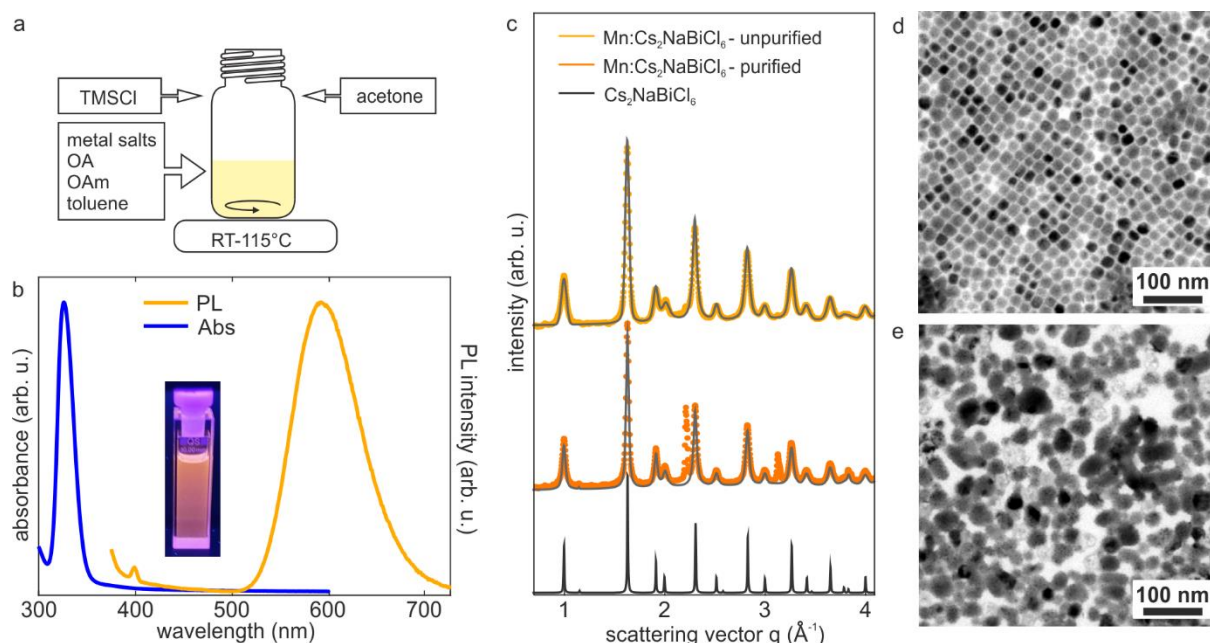 a
TMSCl
acetone
metal salts
OA
OAm
toluene
RT-115°C
b
PL
Abs
absorbance (arb. u.)
PL intensity (arb. u.)
300 400 500 600 700
wavelength (nm)
c
Mn:Cs₂NaBiCl₆ - unpurified
Mn:Cs₂NaBiCl₆ - purified
Cs₂NaBiCl₆
intensity (arb. u.)
1 2 3 4
scattering vector q (Å⁻¹)
d
100 nm
e
100 nm